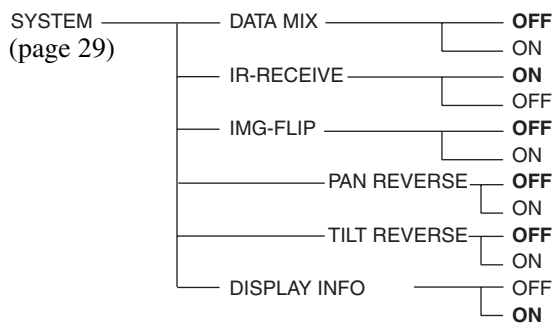 SYSTEM DATA MIX OFF
(page 29) ON
IR-RECEIVE ON
OFF
IMG-FLIP OFF
ON
PAN REVERSE OFF
ON
TILT REVERSE OFF
ON
DISPLAY INFO OFF
ON